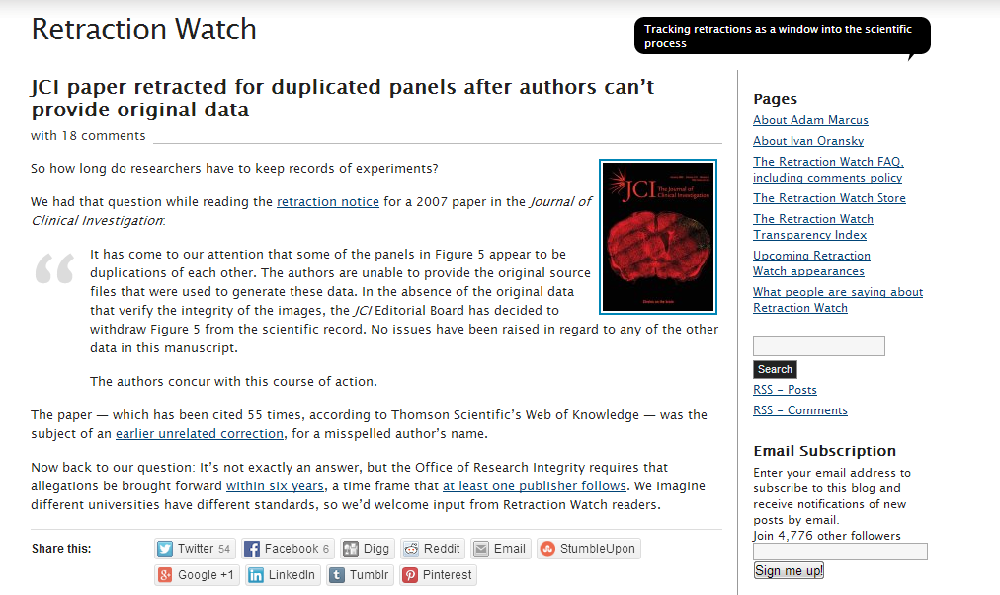 Retraction Watch
Tracking retractions as a window into the scientific
process
JCI paper retracted for duplicated panels after authors can’t
provide original data
with 18 comments
So how long do researchers have to keep records of experiments?
We had that question while reading the retraction notice for a 2007 paper in the Journal of
Clinical Investigation:
JCI
The Journal of
Clinical Investigation
“
It has come to our attention that some of the panels in Figure 5 appear to be
duplications of each other. The authors are unable to provide the original source
files that were used to generate these data. In the absence of the original data
that verify the integrity of the images, the JCI Editorial Board has decided to
withdraw Figure 5 from the scientific record. No issues have been raised in regard to any of the other
data in this manuscript.
The authors concur with this course of action.
The paper — which has been cited 55 times, according to Thomson Scientific’s Web of Knowledge — was the
subject of an earlier unrelated correction, for a misspelled author’s name.
Now back to our question: It’s not exactly an answer, but the Office of Research Integrity requires that
allegations be brought forward within six years, a time frame that at least one publisher follows. We imagine
different universities have different standards, so we’d welcome input from Retraction Watch readers.
Share this:
Twitter 54
Facebook 6
Digg
Reddit
Email
StumbleUpon
Google +1
LinkedIn
Tumblr
Pinterest
Pages
About Adam Marcus
About Ivan Oransky
The Retraction Watch FAQ,
including comments policy
The Retraction Watch Store
The Retraction Watch
Transparency Index
Upcoming Retraction
Watch appearances
What people are saying about
Retraction Watch
Search
RSS - Posts
RSS - Comments
Email Subscription
Enter your email address to
subscribe to this blog and
receive notifications of new
posts by email.
Join 4,776 other followers
Sign me up!